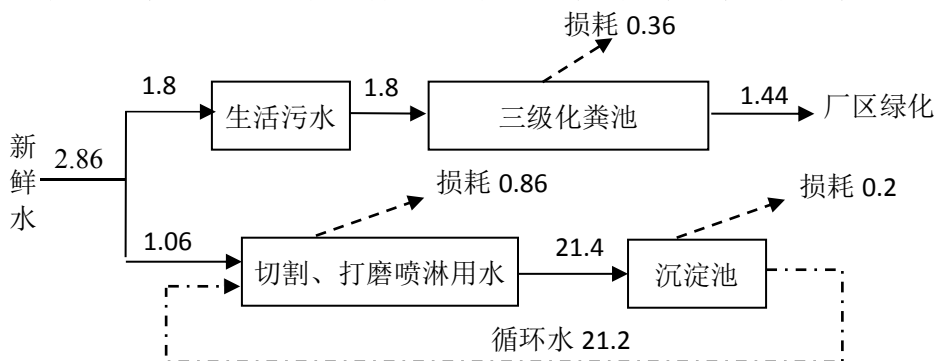 损耗 0.36
1.8
生活污水
1.8
三级化粪池
1.44
厂区绿化
新鲜水
2.86
损耗 0.86
损耗 0.2
1.06
切割、打磨喷淋用水
21.4
沉淀池
循环水 21.2